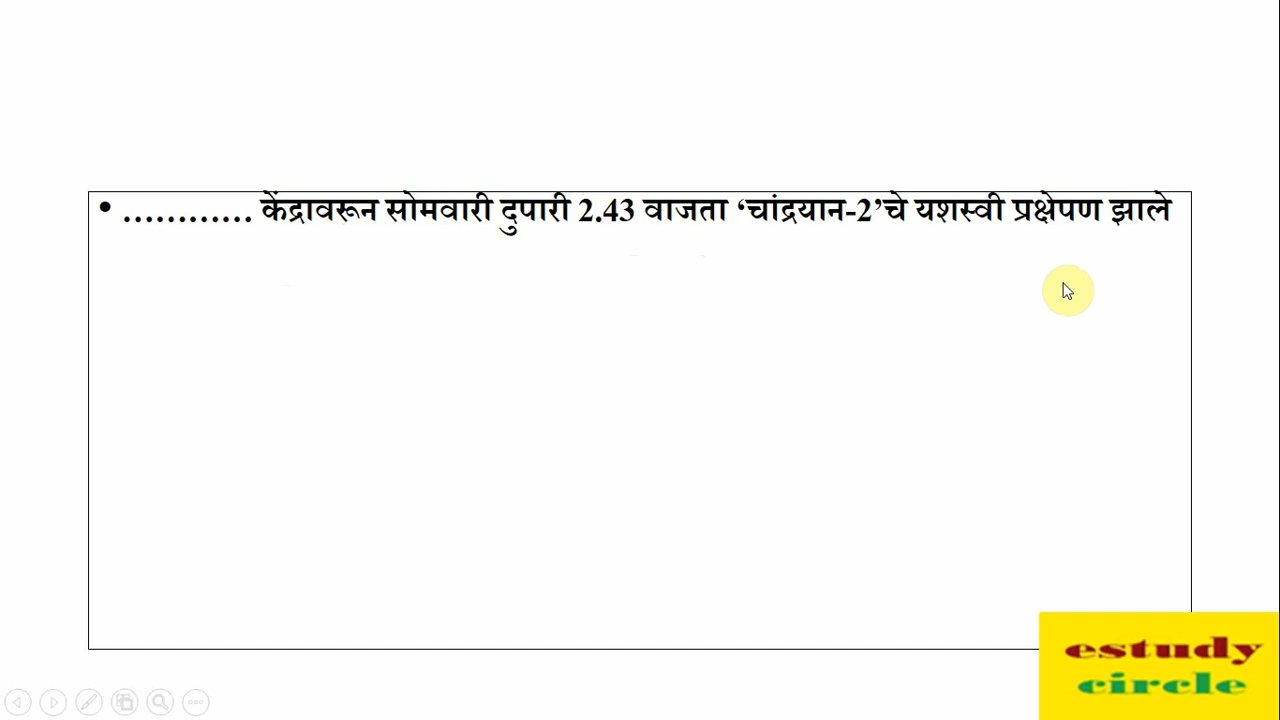 • ………… केंद्रावरून सोमवारी दुपारी 2.43 वाजता ‘चांद्रयान-2’चे यशस्वी प्रक्षेपण झाले
estudy
circle